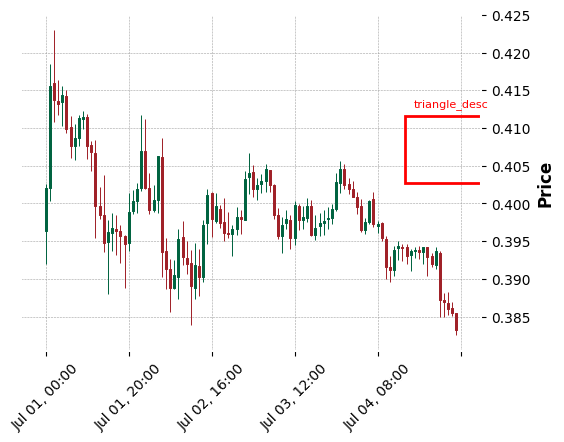 0.425
0.420
0.415
triangle_desc
0.410
0.405
0.400
0.395
0.390
0.385
Price
Jul 01, 00:00
Jul 01, 20:00
Jul 02, 16:00
Jul 03, 12:00
Jul 04, 08:00